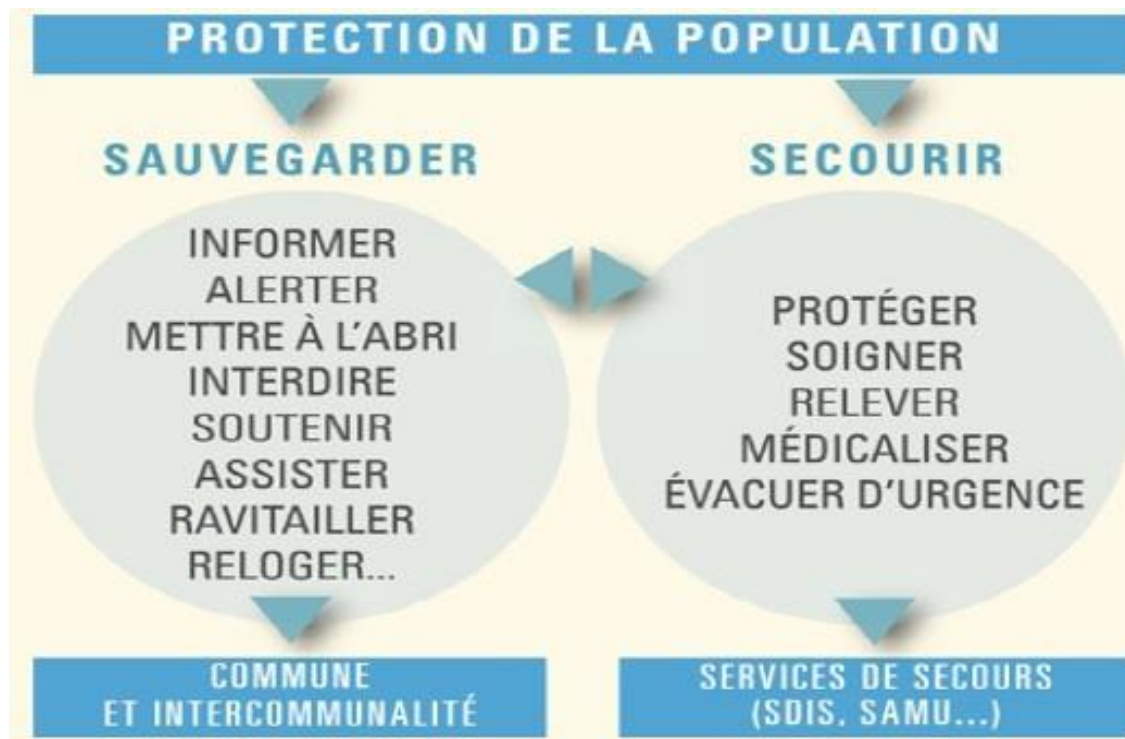 PROTECTION DE LA POPULATION
SAUVEGARDER
INFORMER
ALERTER
METTRE À L'ABRI
INTERDIRE
SOUTENIR
ASSISTER
RAVITAILLER
RELOGER...
COMMUNE
ET INTERCOMMUNALITÉ
SECOURIR
PROTÉGER
SOIGNER
RELEVER
MÉDICALISER
ÉVACUER D'URGENCE
SERVICES DE SECOURS
(SDIS, SAMU...)